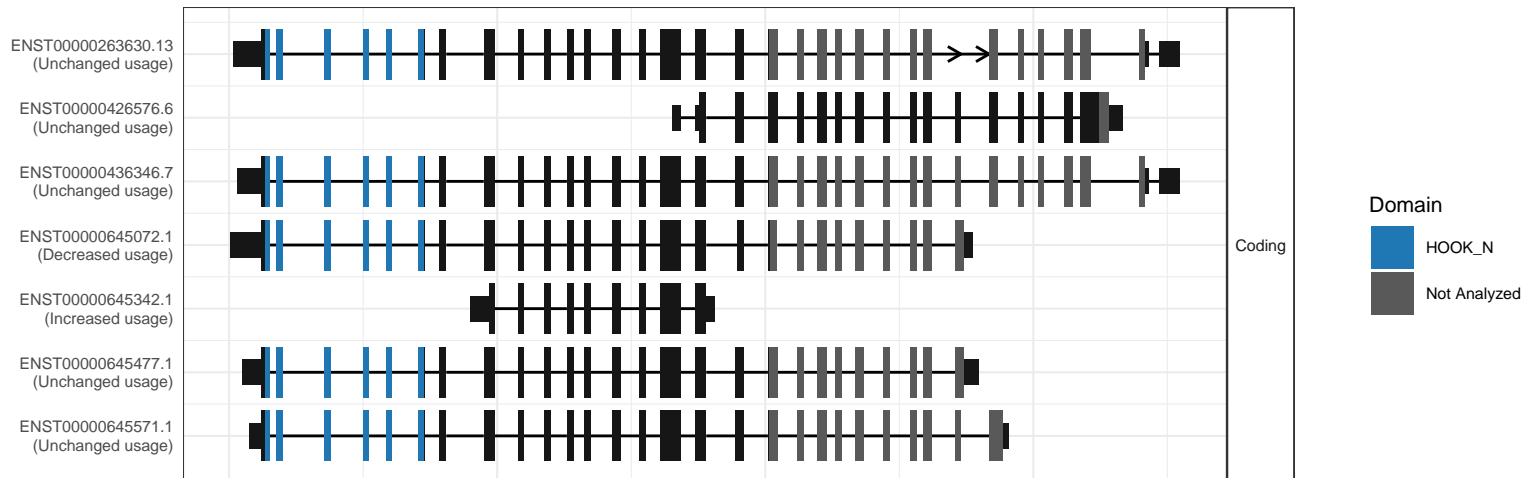 ENST00000263630.13
(Unchanged usage)
ENST00000426576.6
(Unchanged usage)
ENST00000436346.7
(Unchanged usage)
ENST00000645072.1
(Decreased usage)
ENST00000645342.1
(Increased usage)
ENST00000645477.1
(Unchanged usage)
ENST00000645571.1
(Unchanged usage)
Coding
Domain
HOOK_N
Not Analyzed